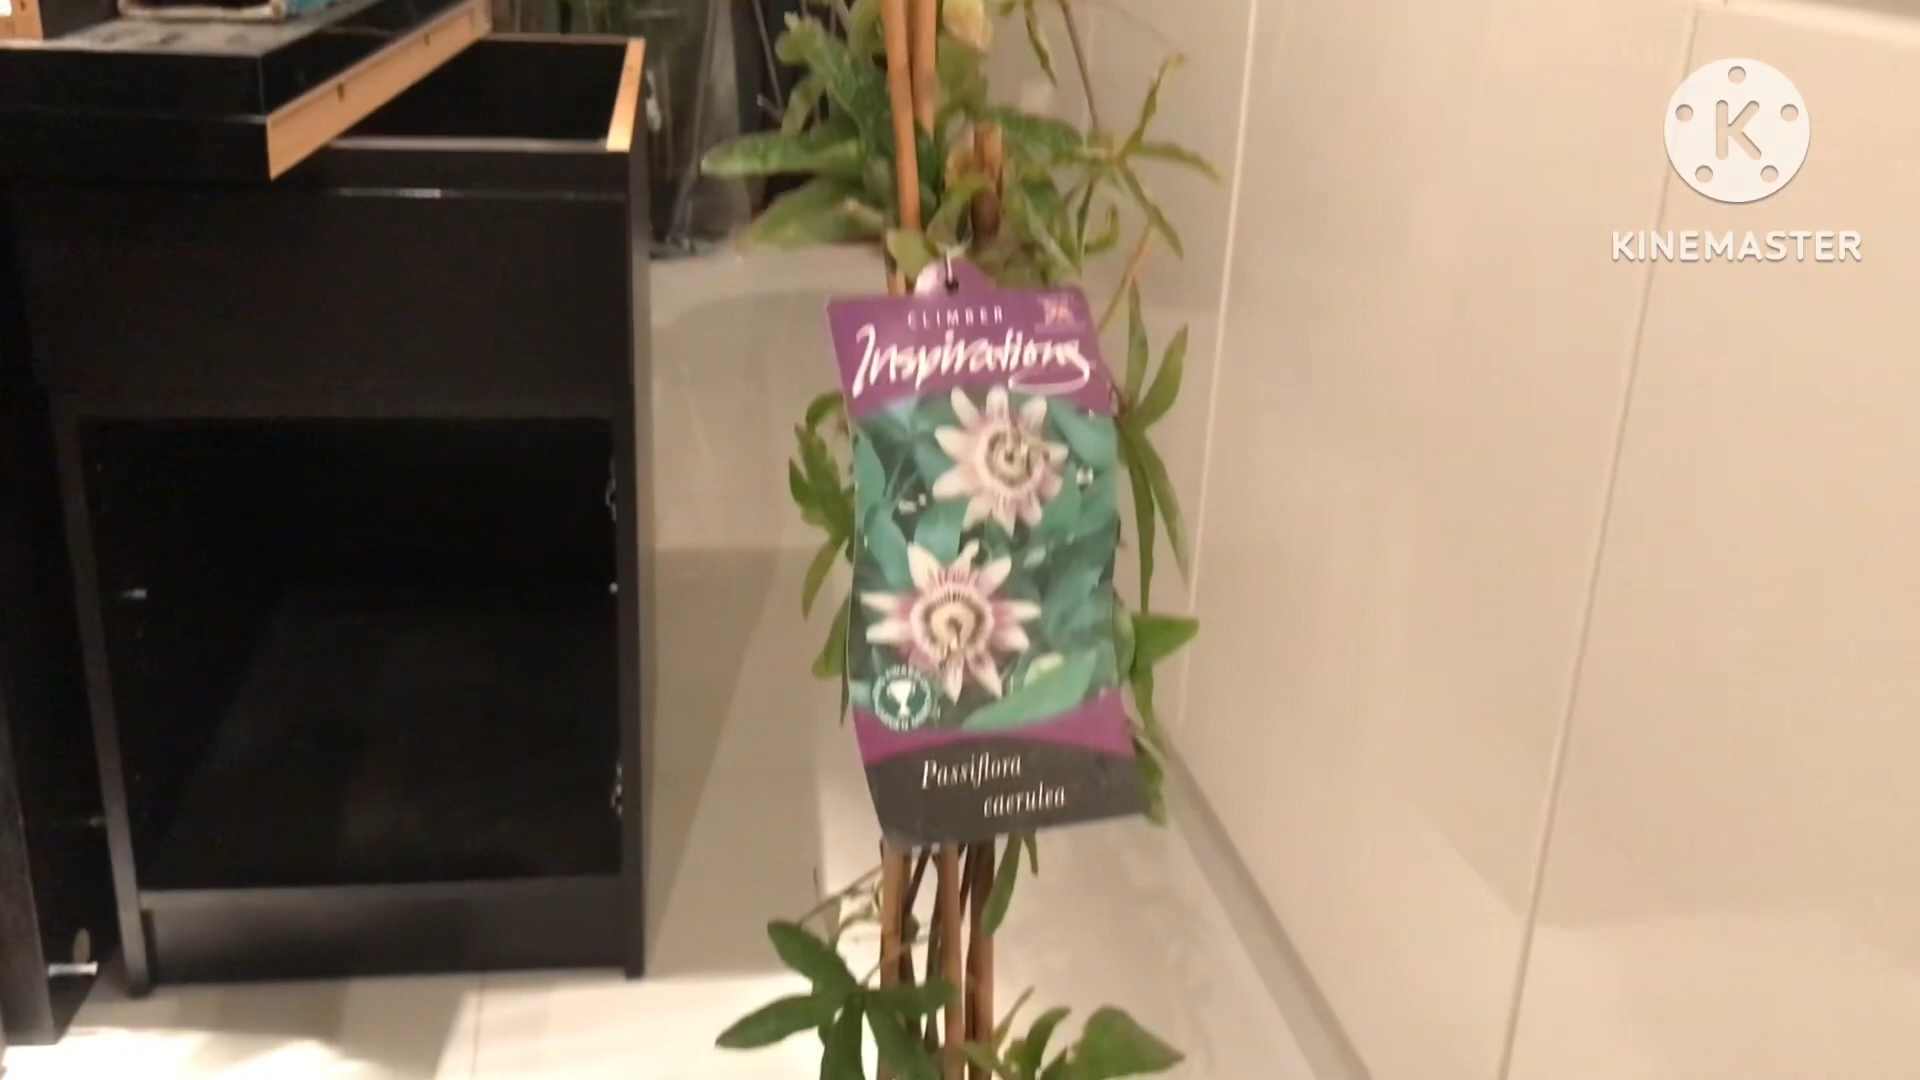 K
KINEMASTER
CLIMBER
Inspirations
Passiflora
caerulea